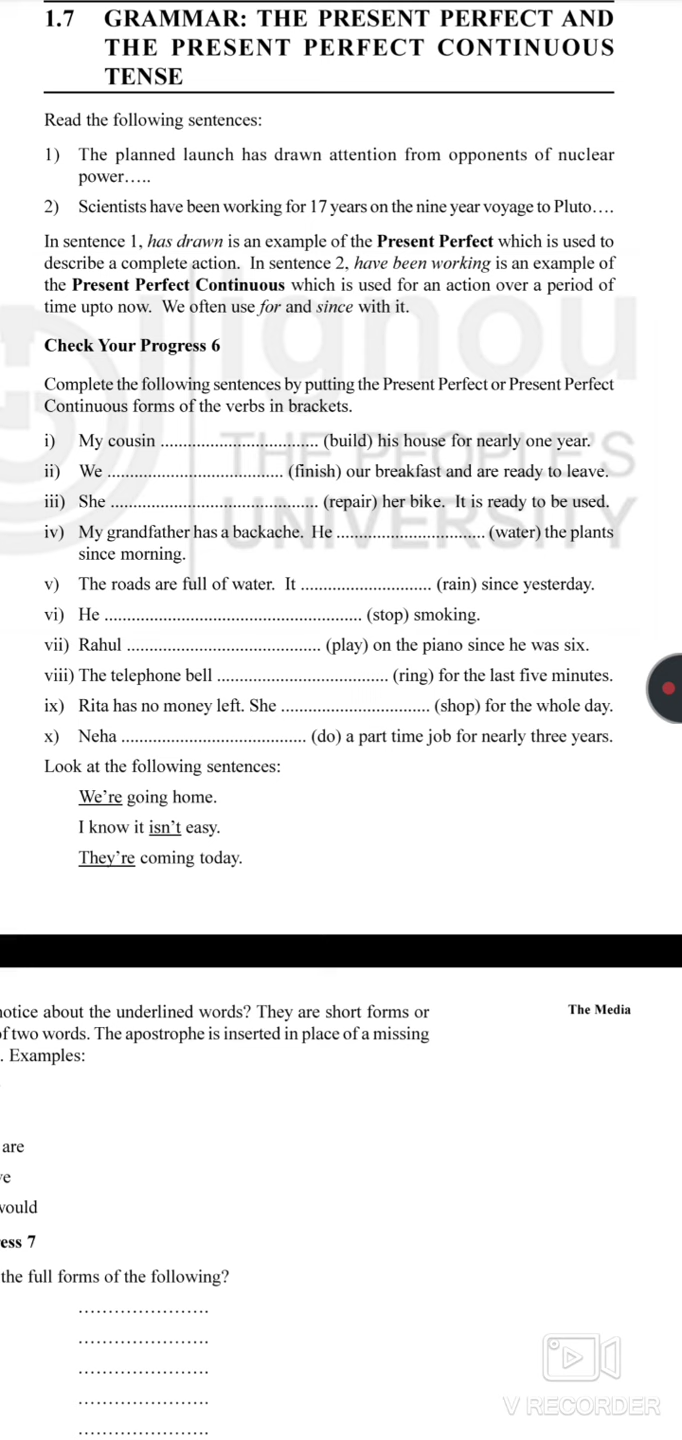 1.7 GRAMMAR: THE PRESENT PERFECT AND
THE PRESENT PERFECT CONTINUOUS
TENSE
Read the following sentences:
1) The planned launch has drawn attention from opponents of nuclear
power.….
2) Scientists have been working for 17 years on the nine year voyage to Pluto….
In sentence 1, has drawn is an example of the Present Perfect which is used to
describe a complete action. In sentence 2, have been working is an example of
the Present Perfect Continuous which is used for an action over a period of
time upto now. We often use for and since with it.
ignou
THE PEOPLE'S
UNIVERSITY
Check Your Progress 6
Complete the following sentences by putting the Present Perfect or Present Perfect
Continuous forms of the verbs in brackets.
i) My cousin ................................... (build) his house for nearly one year.
ii) We ....................................... (finish) our breakfast and are ready to leave.
iii) She .............................................. (repair) her bike. It is ready to be used.
iv) My grandfather has a backache. He ................................. (water) the plants
since morning.
v) The roads are full of water. It ............................. (rain) since yesterday.
vi) He ......................................................... (stop) smoking.
vii) Rahul ........................................... (play) on the piano since he was six.
viii) The telephone bell ...................................... (ring) for the last five minutes.
ix) Rita has no money left. She ................................. (shop) for the whole day.
x) Neha ......................................... (do) a part time job for nearly three years.
Look at the following sentences:
We're going home.
I know it isn't easy.
They're coming today.
notice about the underlined words? They are short forms or
of two words. The apostrophe is inserted in place of a missing
. Examples:
The Media
are
ve
would
ess 7
the full forms of the following?
......................
......................
......................
......................
......................
V RECORDER